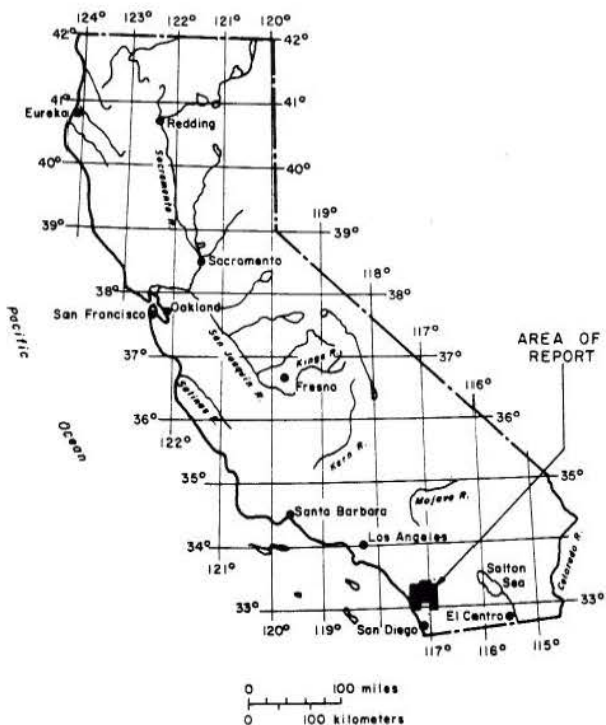 124° 123° 122° 121° 120°
42° 42°
41° 41°
Eureka
Redding
40° 40°
Sacramento R.
119°
39° 39°
Sacramento
118°
38° 38°
San Francisco Oakland
117°
AREA OF
REPORT
Pacific
Ocean
37° 37°
San Joaquin R.
Kings R.
Fresno
116°
Salinas R.
36° 36°
122°
Kern R.
35° 35°
Mojave R.
Santa Barbara
Los Angeles
34°
121°
Salton
Sea
Colorado R.
33° 33°
El Centro
San Diego
120° 119° 117° 116° 115°
0 100 miles
0 100 kilometers